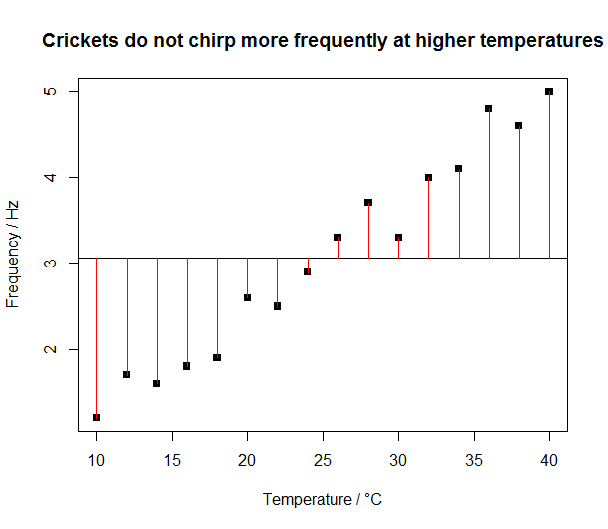 Crickets do not chirp more frequently at higher temperatures
5
4
3
2
Frequency / Hz
10 15 20 25 30 35 40
Temperature / °C